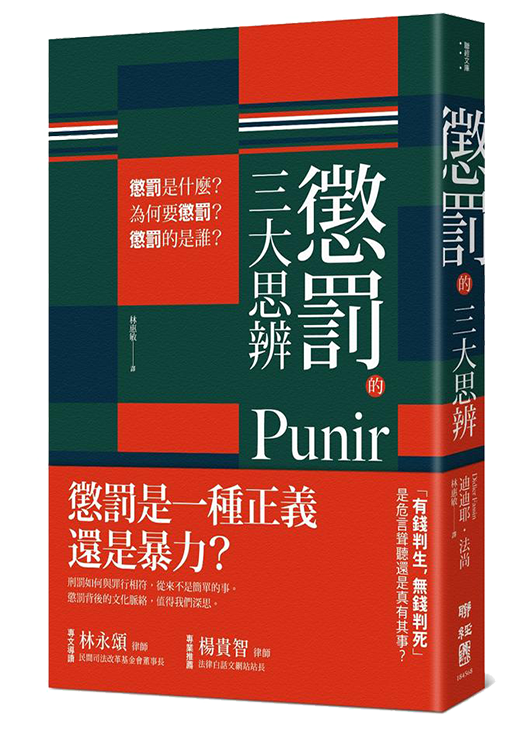 懲罰是什麼?
為何要懲罰?
懲罰的是誰?
懲罰的
三大思辨
林惠敏——譯
Punir
懲罰是一種正義
還是暴力?
刑罰如何與罪行相符,從來不是簡單的事。
懲罰背後的文化脈絡,值得我們深思。
「有錢判生,無錢判死」
是危言聳聽還是真有其事?
專文導讀 林永頌 律師
民間司法改革基金會董事長
專業推薦 楊貴智 律師
法律白話文網站站長
聯經文庫
懲罰的三大思辨
Didier Fassin
迪迪耶・法尚
林惠敏——譯
聯經